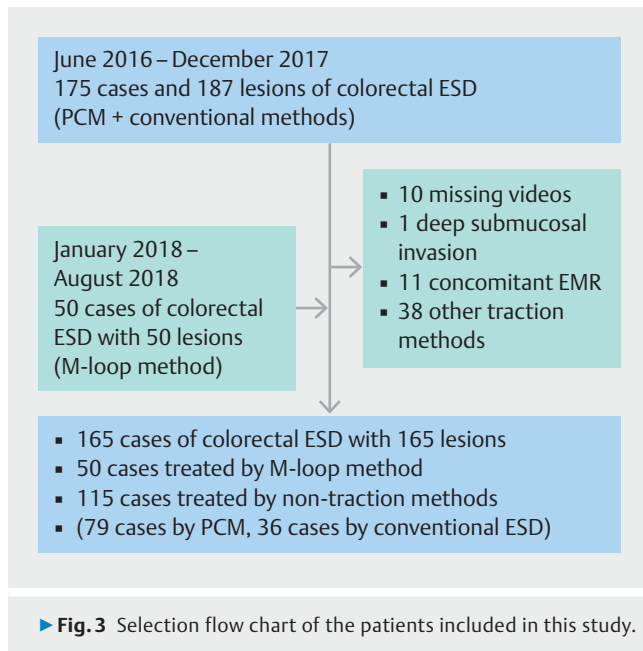 June 2016 – December 2017
175 cases and 187 lesions of colorectal ESD
(PCM + conventional methods)
▪ 10 missing videos
▪ 1 deep submucosal
invasion
▪ 11 concomitant EMR
▪ 38 other traction
methods
January 2018 –
August 2018
50 cases of colorectal
ESD with 50 lesions
(M-loop method)
▪ 165 cases of colorectal ESD with 165 lesions
▪ 50 cases treated by M-loop method
▪ 115 cases treated by non-traction methods
▪ (79 cases by PCM, 36 cases by conventional ESD)
▶ Fig. 3 Selection flow chart of the patients included in this study.